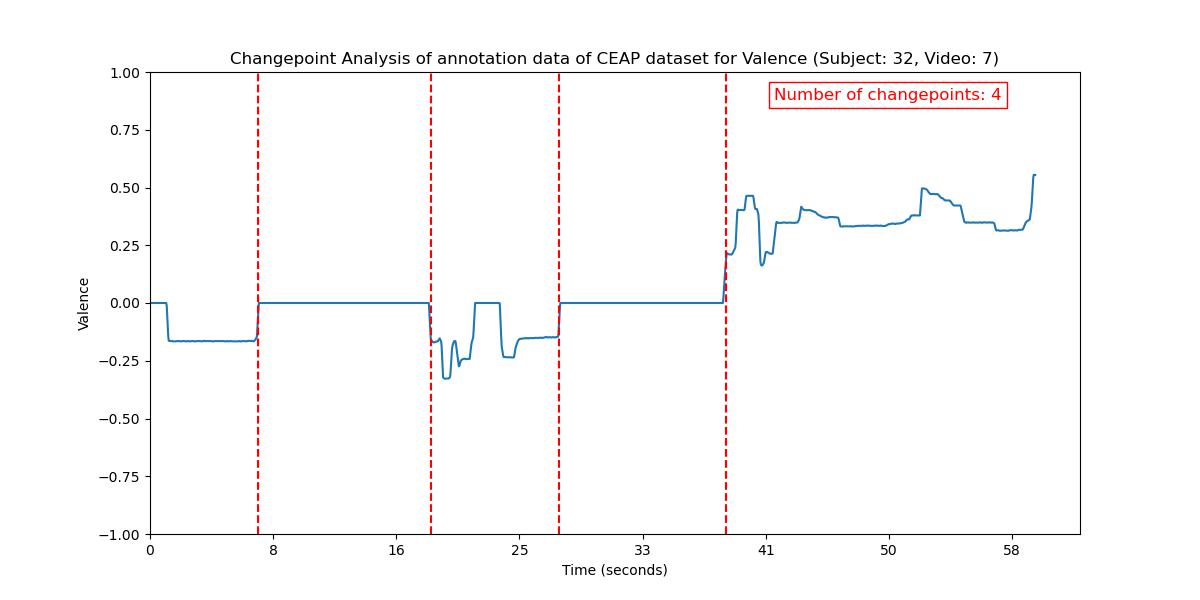 Changepoint Analysis of annotation data of CEAP dataset for Valence (Subject: 32, Video: 7)
Number of changepoints: 4
1.00
0.75
0.50
0.25
0.00
−0.25
−0.50
−0.75
−1.00
Valence
0 8 16 25 33 41 50 58
Time (seconds)